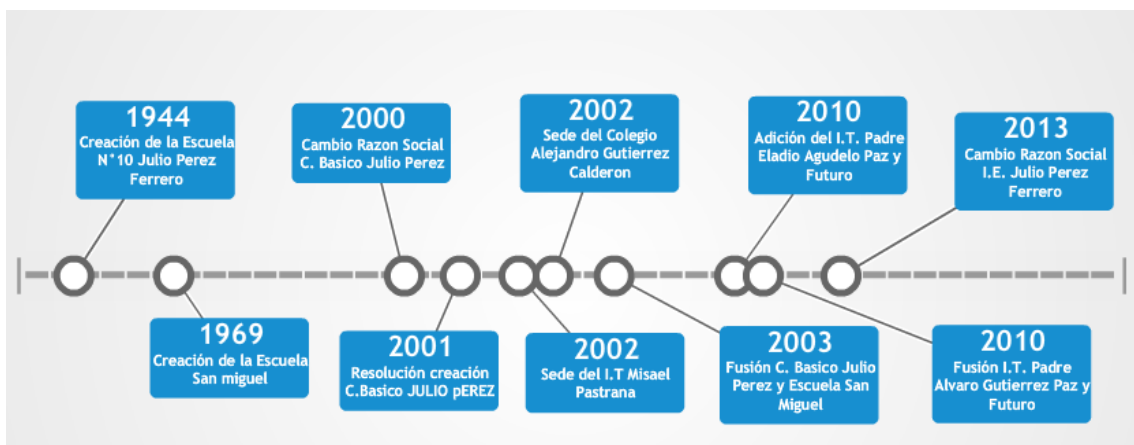 1944
Creación de la Escuela
N°10 Julio Perez
Ferrero
1969
Creación de la Escuela
San miguel
2000
Cambio Razon Social
C. Basico Julio Perez
2001
Resolución creación
C.Basico JULIO pEREZ
2002
Sede del I.T Misael
Pastrana
2002
Sede del Colegio
Alejandro Gutierrez
Calderon
2003
Fusión C. Basico Julio
Perez y Escuela San
Miguel
2010
Adición del I.T. Padre
Eladio Agudelo Paz y
Futuro
2010
Fusión I.T. Padre
Alvaro Gutierrez Paz y
Futuro
2013
Cambio Razon Social
I.E. Julio Perez
Ferrero